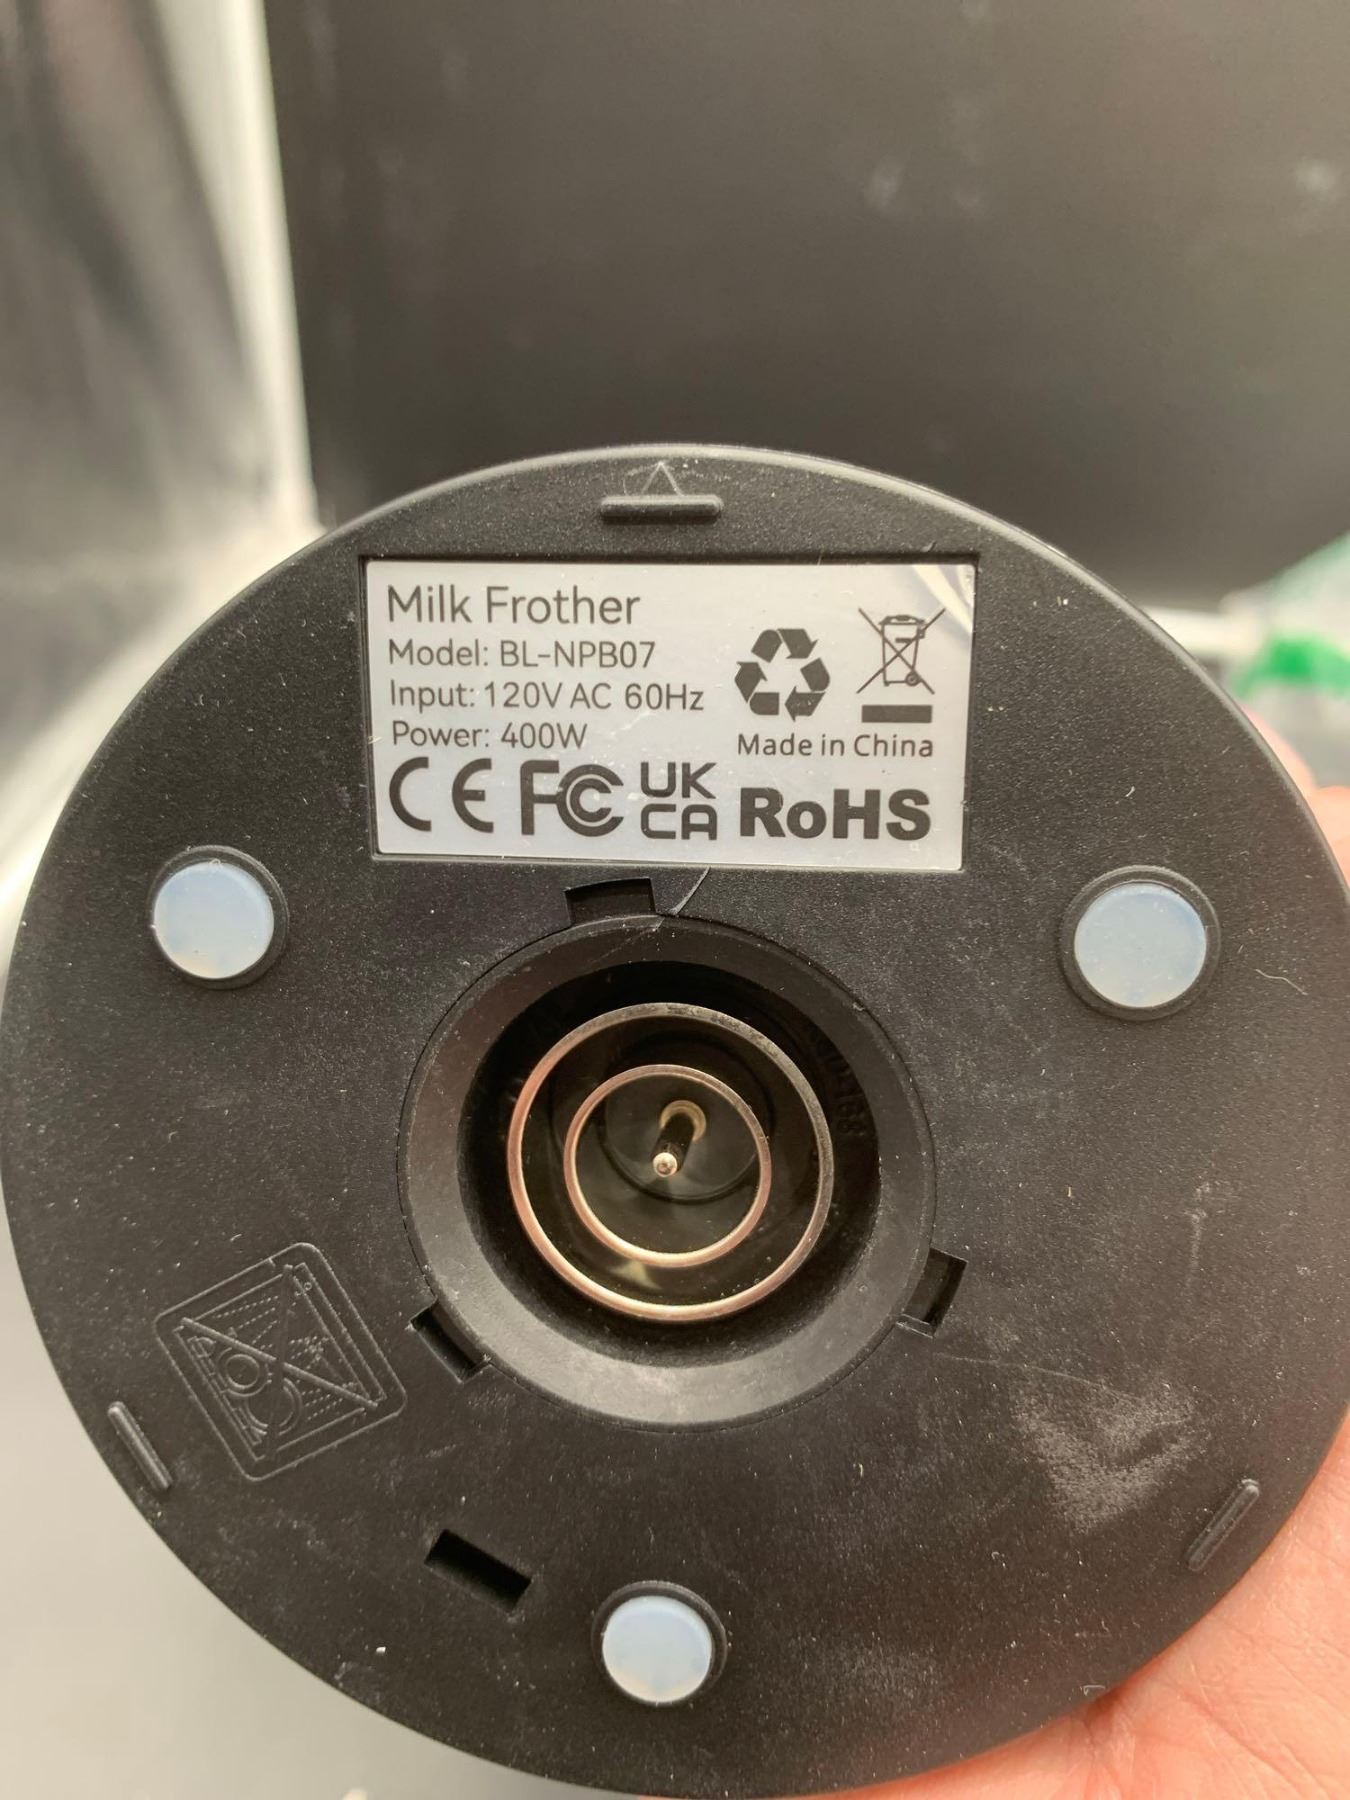 Milk Frother
Model: BL-NPB07
Input: 120V AC 60Hz
Power: 400W
Made in China
CE FC UK
CA RoHS